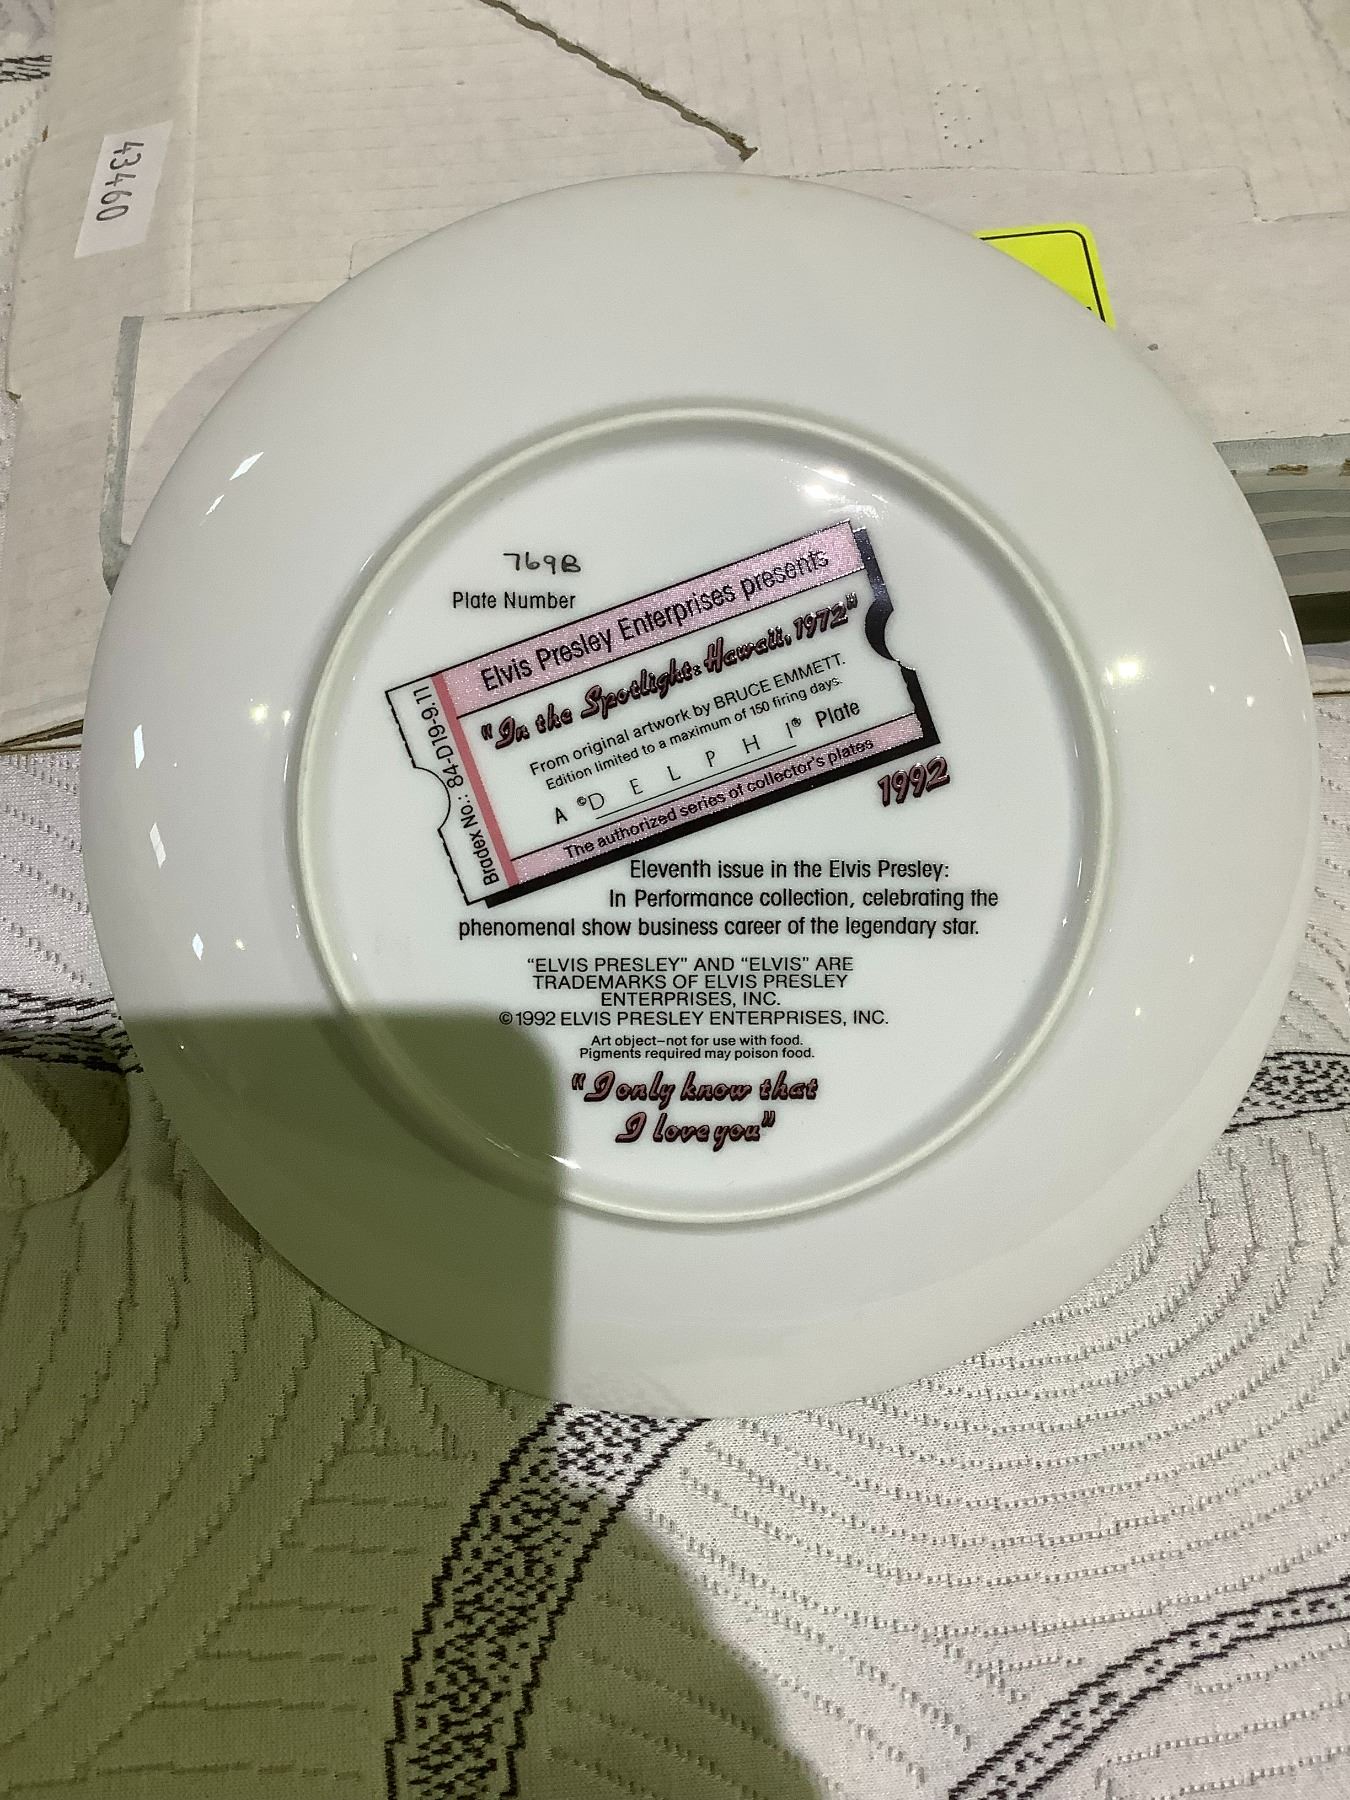 43460
769B
Plate Number
Elvis Presley Enterprises presents
"In the Spotlight: Hawaii, 1972"
From original artwork by BRUCE EMMETT.
Edition limited to a maximum of 150 firing days.
A ©DELPHI® Plate
The authorized series of collector's plates
Bradex No.: 84-D19-9.11
1992
Eleventh issue in the Elvis Presley:
In Performance collection, celebrating the
phenomenal show business career of the legendary star.
"ELVIS PRESLEY" AND "ELVIS" ARE
TRADEMARKS OF ELVIS PRESLEY
ENTERPRISES, INC.
©1992 ELVIS PRESLEY ENTERPRISES, INC.
Art object–not for use with food.
Pigments required may poison food.
"I only know that
I love you"